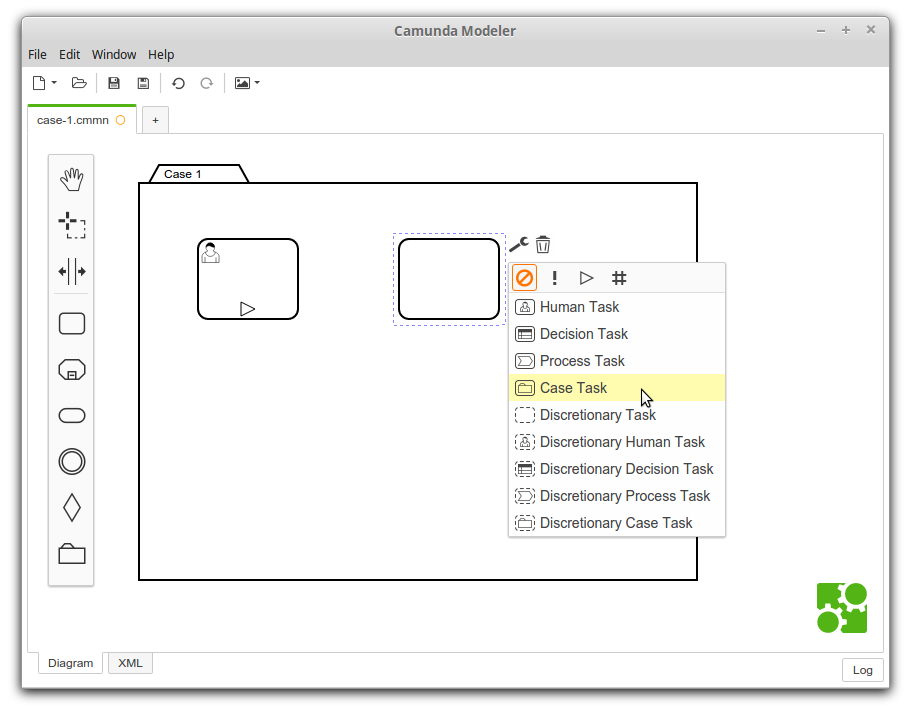 Camunda Modeler
File Edit Window Help
case-1.cmmn +
Case 1
Human Task
Decision Task
Process Task
Case Task
Discretionary Task
Discretionary Human Task
Discretionary Decision Task
Discretionary Process Task
Discretionary Case Task
Diagram XML
Log